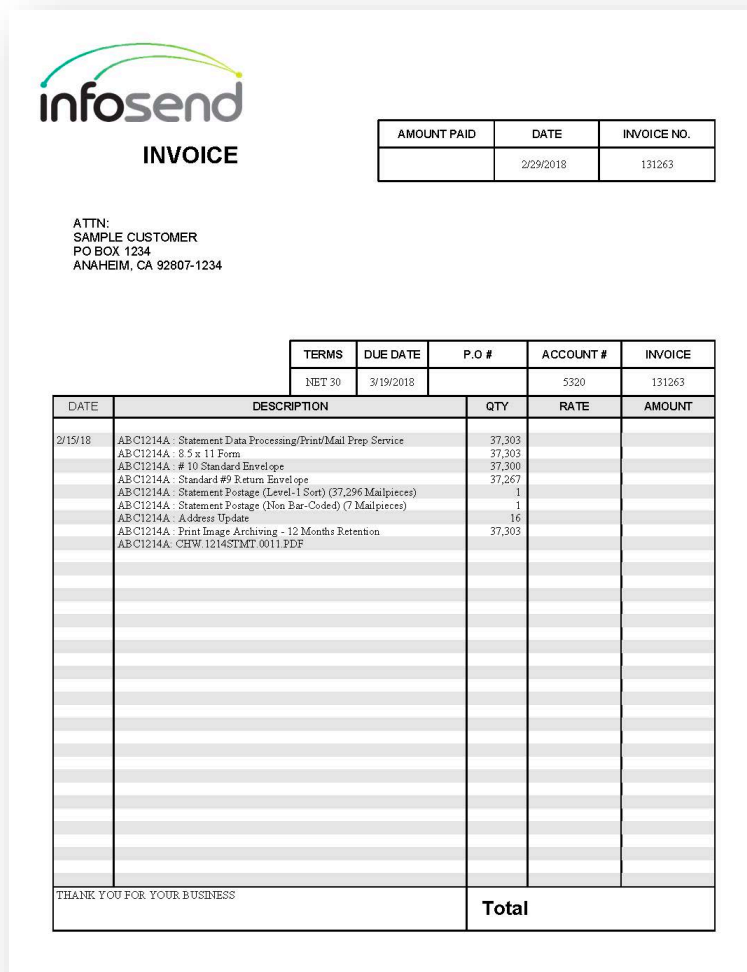 infosend
INVOICE
AMOUNT PAID DATE INVOICE NO.
2/29/2018 131263
ATTN:
SAMPLE CUSTOMER
PO BOX 1234
ANAHEIM, CA 92807-1234
TERMS DUE DATE P.O # ACCOUNT # INVOICE
NET 30 3/19/2018 5320 131263
DATE DESCRIPTION QTY RATE AMOUNT
2/15/18 ABC1214A : Statement Data Processing/Print/Mail Prep Service 37,303
ABC1214A : 8.5 x 11 Form 37,303
ABC1214A : # 10 Standard Envelope 37,300
ABC1214A : Standard #9 Return Envelope 37,267
ABC1214A : Statement Postage (Level-1 Sort) (37,296 Mailpieces) 1
ABC1214A : Statement Postage (Non Bar-Coded) (7 Mailpieces) 1
ABC1214A : Address Update 16
ABC1214A : Print Image Archiving - 12 Months Retention 37,303
ABC1214A: CHW.1214STMT.0011.PDF
THANK YOU FOR YOUR BUSINESS
Total